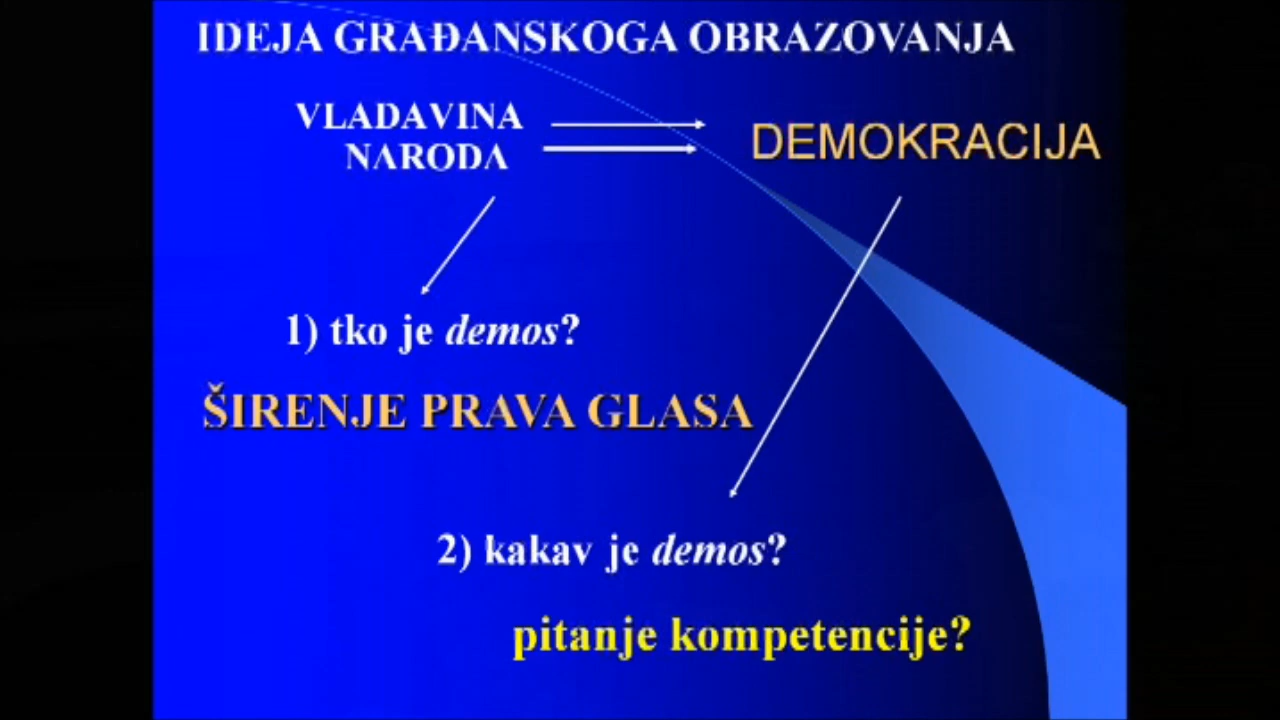 IDEJA GRAĐANSKOGA OBRAZOVANJA
VLADAVINA
NARODA
DEMOKRACIJA
1) tko je demos?
ŠIRENJE PRAVA GLASA
2) kakav je demos?
pitanje kompetencije?